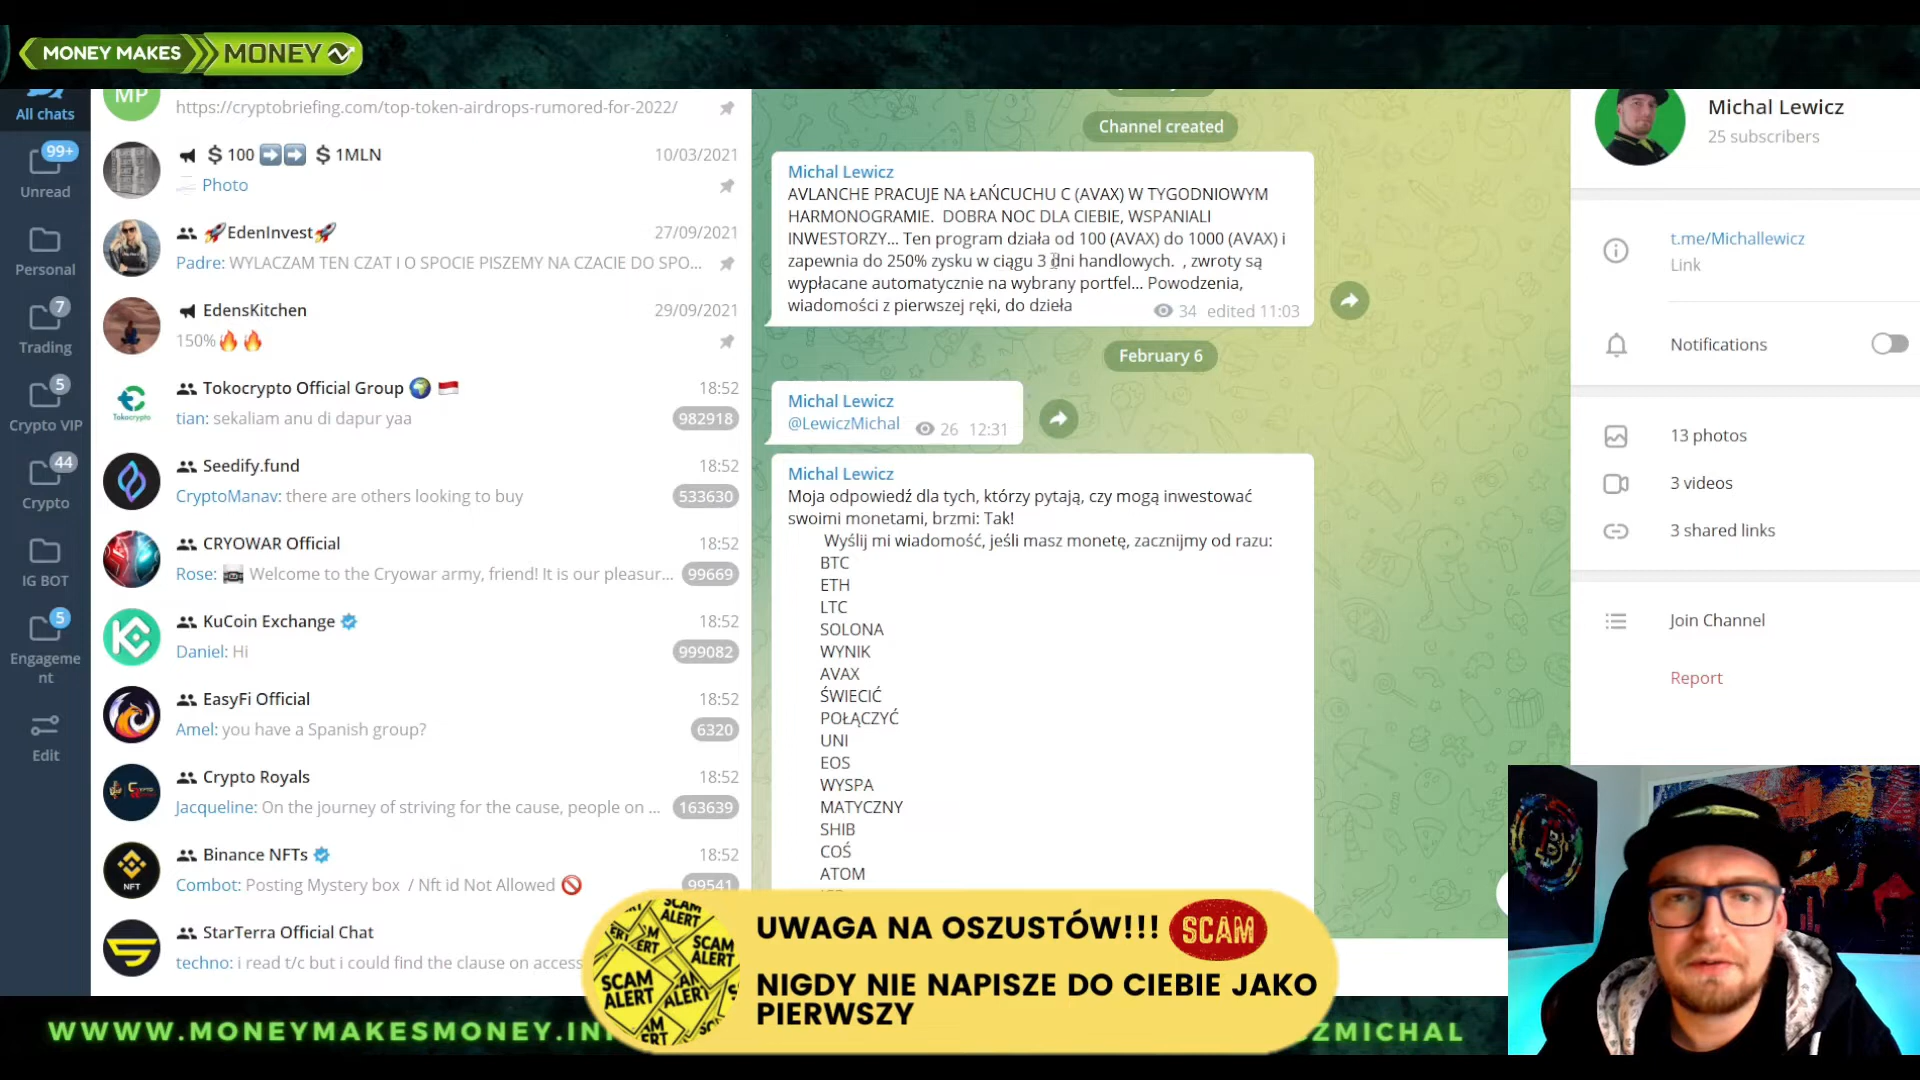 MONEY MAKES MONEY
All chats
99+
Unread
Personal
7
Trading
5
Crypto VIP
44
Crypto
IG BOT
5
Engageme
nt
Edit
MP
https://cryptobriefing.com/top-token-airdrops-rumored-for-2022/
$ 100 ➡️➡️ $ 1MLN 10/03/2021
Photo
🚀EdenInvest🚀 27/09/2021
Padre: WYLACZAM TEN CZAT I O SPOCIE PISZEMY NA CZACIE DO SPO...
EdensKitchen 29/09/2021
150%🔥🔥
Tokocrypto Official Group 18:52
Tokocrypto
tian: sekaliam anu di dapur yaa 982918
Seedify.fund 18:52
CryptoManav: there are others looking to buy 533630
CRYOWAR Official 18:52
Rose: Welcome to the Cryowar army, friend! It is our pleasur... 99669
KuCoin Exchange 18:52
Daniel: Hi 999082
EasyFi Official 18:52
Amel: you have a Spanish group? 6320
Crypto Royals 18:52
Jacqueline: On the journey of striving for the cause, people on ... 163639
Binance NFTs 18:52
NFT
Combot: Posting Mystery box / Nft id Not Allowed 🚫 99541
StarTerra Official Chat 18:52
techno: i read t/c but i could find the clause on access
Channel created
Michal Lewicz
AVLANCHE PRACUJE NA ŁAŃCUCHU C (AVAX) W TYGODNIOWYM
HARMONOGRAMIE. DOBRA NOC DLA CIEBIE, WSPANIALI
INWESTORZY... Ten program działa od 100 (AVAX) do 1000 (AVAX) i
zapewnia do 250% zysku w ciągu 3 dni handlowych. , zwroty są
wypłacane automatycznie na wybrany portfel... Powodzenia,
wiadomości z pierwszej ręki, do dzieła
34 edited 11:03
February 6
Michal Lewicz
@LewiczMichal 26 12:31
Michal Lewicz
Moja odpowiedź dla tych, którzy pytają, czy mogą inwestować
swoimi monetami, brzmi: Tak!
Wyślij mi wiadomość, jeśli masz monetę, zacznijmy od razu:
BTC
ETH
LTC
SOLONA
WYNIK
AVAX
ŚWIECIĆ
POŁĄCZYĆ
UNI
EOS
WYSPA
MATYCZNY
SHIB
COŚ
ATOM
Michal Lewicz
25 subscribers
t.me/Michallewicz
Link
Notifications
13 photos
3 videos
3 shared links
Join Channel
Report
SCAM ALERT
UWAGA NA OSZUSTÓW!!! SCAM
NIGDY NIE NAPISZE DO CIEBIE JAKO
PIERWSZY
WWWW.MONEYMAKESMONEY.IN
ZMICHAL